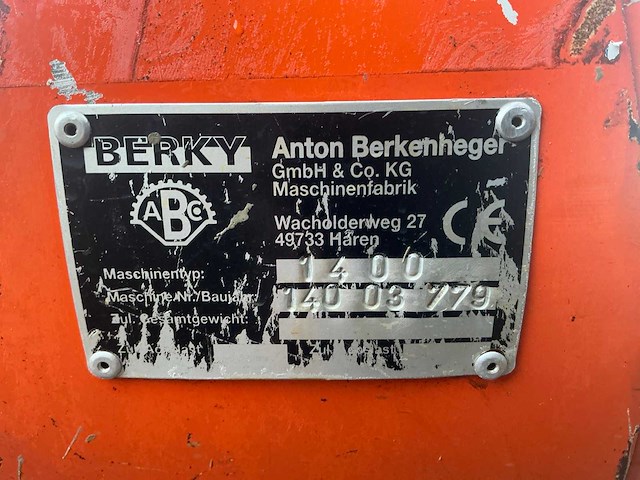 BERKY
Anton Berkenheger
GmbH & Co. KG
Maschinenfabrik
ABC
Wacholderweg 27
49733 Haren
CE
Maschinentyp: 1400
Maschine Nr./Baujahr: 140 03 779
Zul. Gesamtgewicht: